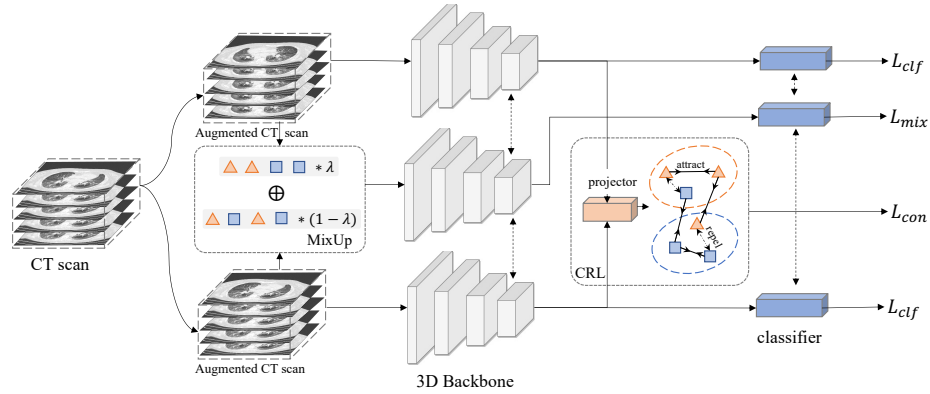 CT scan
Augmented CT scan
* λ
⊕
* (1 − λ)
MixUp
Augmented CT scan
3D Backbone
projector
attract
repel
CRL
classifier
L_clf
L_mix
L_con
L_clf